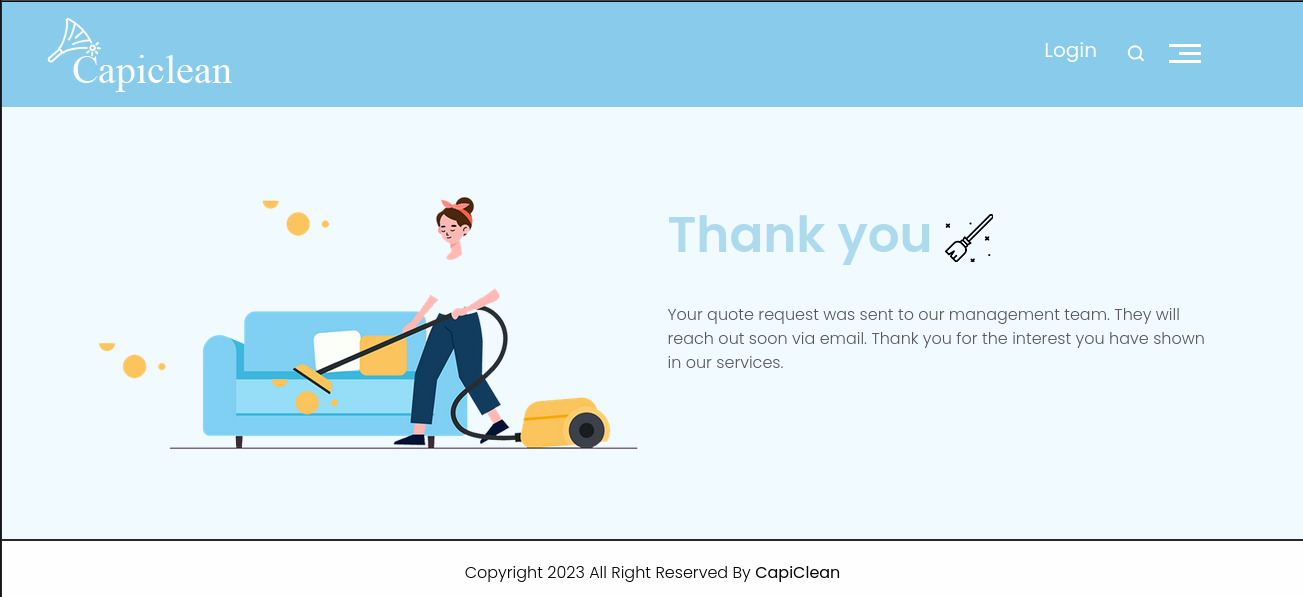 Capiclean
Login
Thank you
Your quote request was sent to our management team. They will
reach out soon via email. Thank you for the interest you have shown
in our services.
Copyright 2023 All Right Reserved By CapiClean